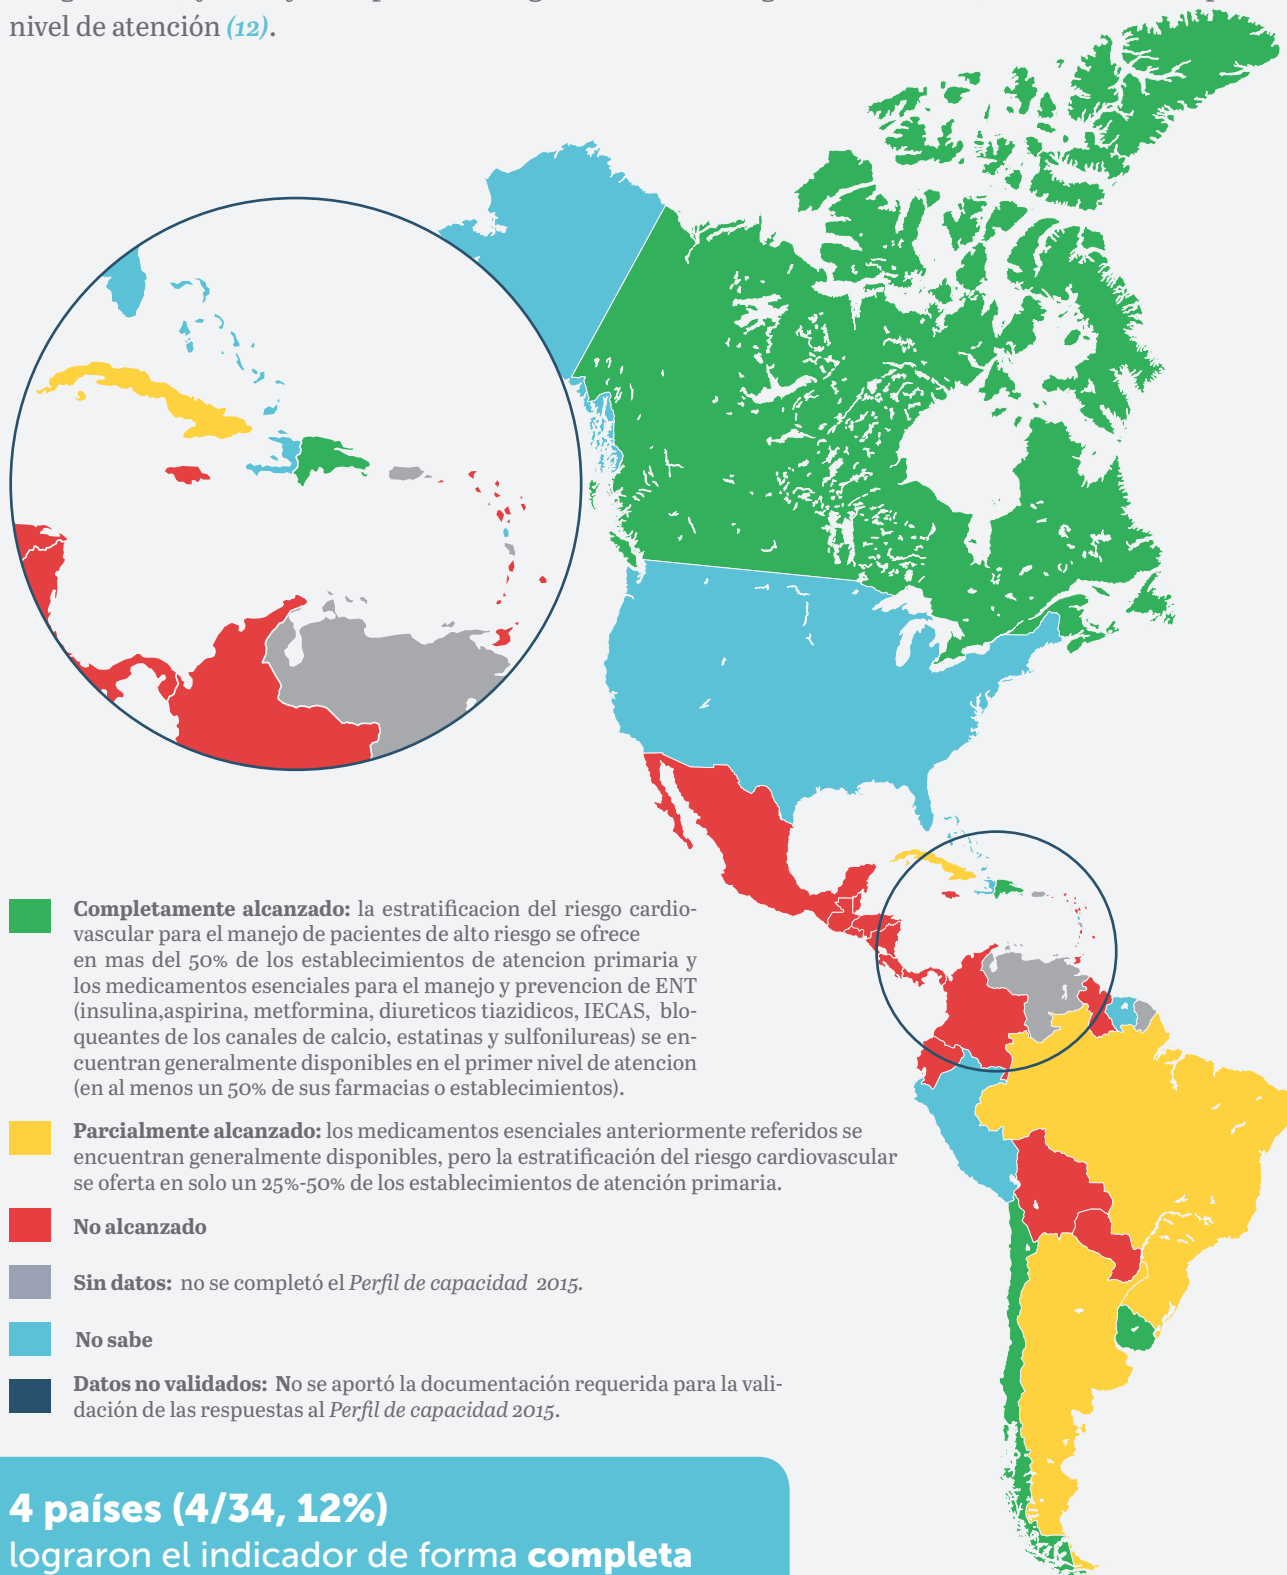 nivel de atención (12).
Completamente alcanzado: la estratificacion del riesgo cardio-
vascular para el manejo de pacientes de alto riesgo se ofrece
en mas del 50% de los establecimientos de atencion primaria y
los medicamentos esenciales para el manejo y prevencion de ENT
(insulina,aspirina, metformina, diureticos tiazidicos, IECAS, blo-
queantes de los canales de calcio, estatinas y sulfonilureas) se en-
cuentran generalmente disponibles en el primer nivel de atencion
(en al menos un 50% de sus farmacias o establecimientos).
Parcialmente alcanzado: los medicamentos esenciales anteriormente referidos se
encuentran generalmente disponibles, pero la estratificación del riesgo cardiovascular
se oferta en solo un 25%-50% de los establecimientos de atención primaria.
No alcanzado
Sin datos: no se completó el Perfil de capacidad 2015.
No sabe
Datos no validados: No se aportó la documentación requerida para la vali-
dación de las respuestas al Perfil de capacidad 2015.
4 países (4/34, 12%)
lograron el indicador de forma completa